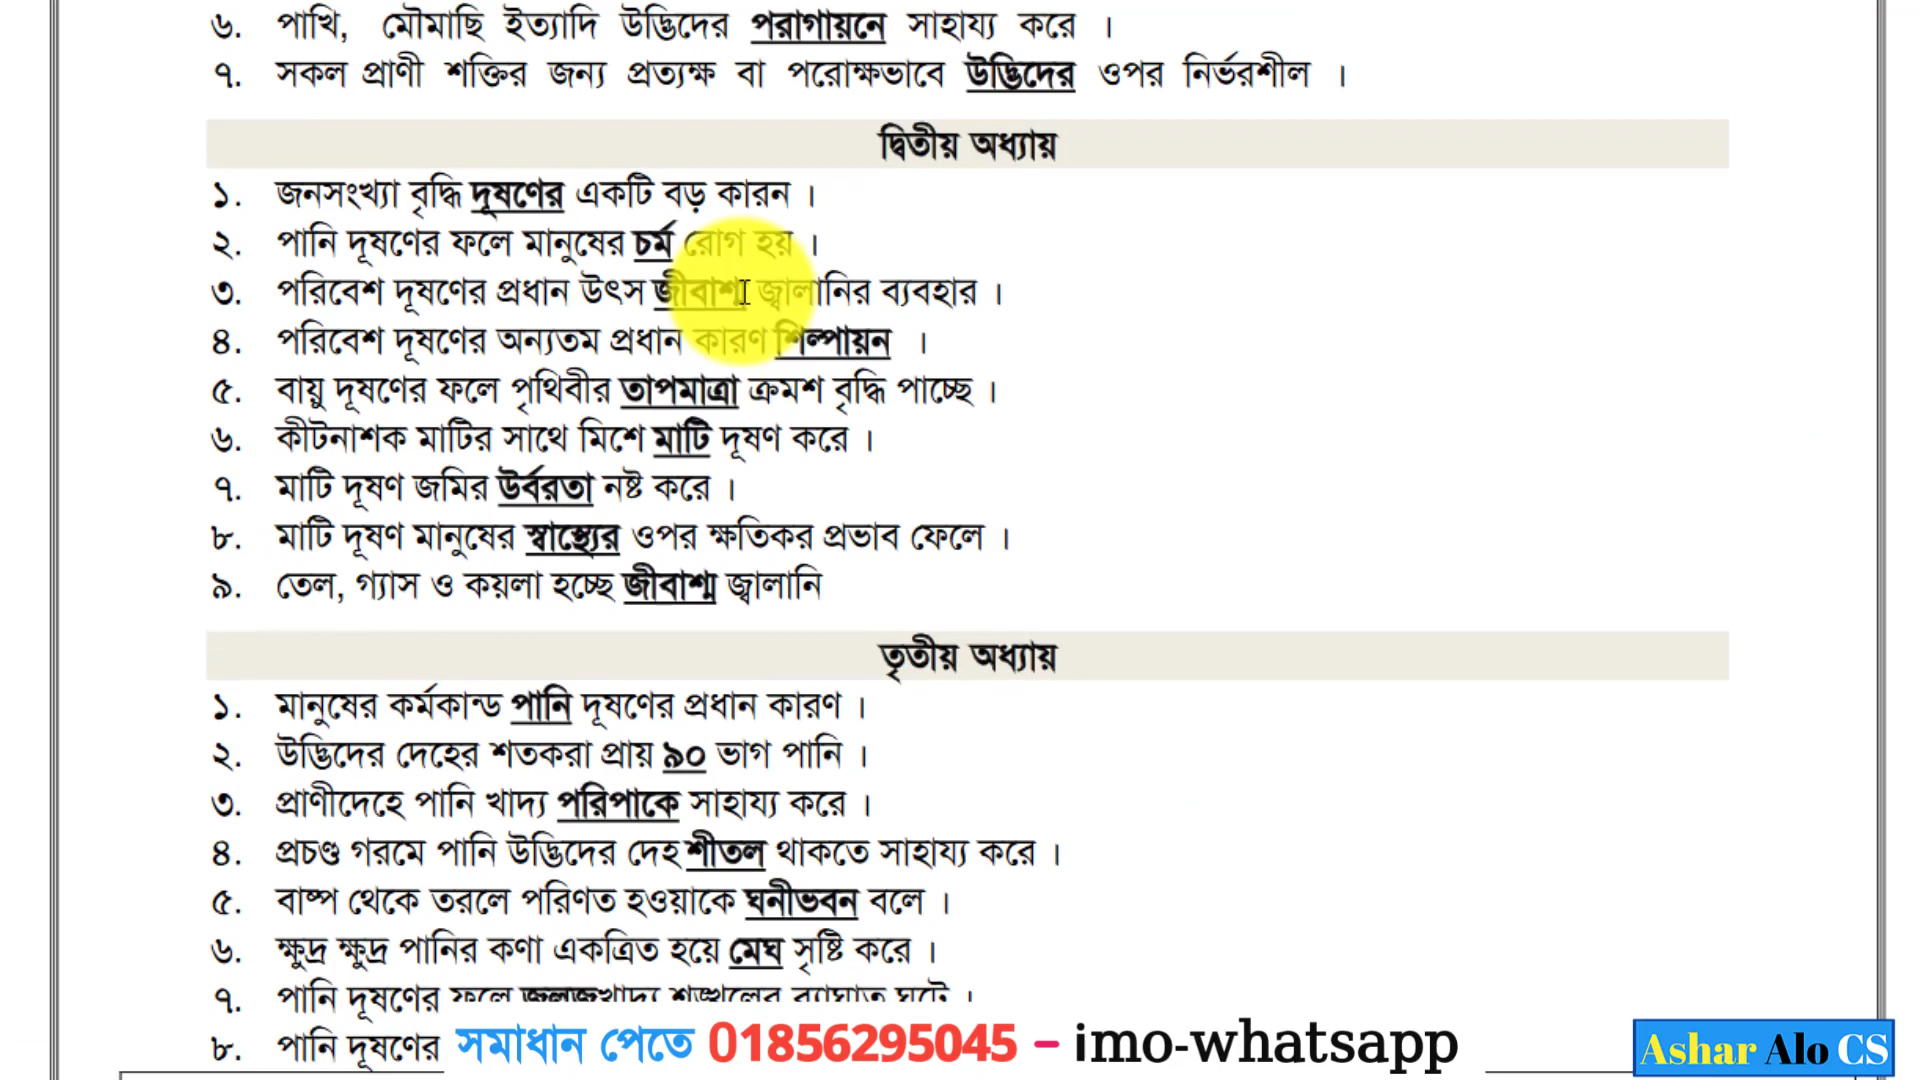 ৬. পাখি, মৌমাছি ইত্যাদি উদ্ভিদের পরাগায়নে সাহায্য করে ।
৭. সকল প্রাণী শক্তির জন্য প্রত্যক্ষ বা পরোক্ষভাবে উদ্ভিদের ওপর নির্ভরশীল ।
দ্বিতীয় অধ্যায়
১. জনসংখ্যা বৃদ্ধি দূষণের একটি বড় কারন ।
২. পানি দূষণের ফলে মানুষের চর্ম রোগ হয় ।
৩. পরিবেশ দূষণের প্রধান উৎস জীবাশ্ম জ্বালানির ব্যবহার ।
৪. পরিবেশ দূষণের অন্যতম প্রধান কারণ শিল্পায়ন ।
৫. বায়ু দূষণের ফলে পৃথিবীর তাপমাত্রা ক্রমশ বৃদ্ধি পাচ্ছে ।
৬. কীটনাশক মাটির সাথে মিশে মাটি দূষণ করে ।
৭. মাটি দূষণ জমির উর্বরতা নষ্ট করে ।
৮. মাটি দূষণ মানুষের স্বাস্থ্যের ওপর ক্ষতিকর প্রভাব ফেলে ।
৯. তেল, গ্যাস ও কয়লা হচ্ছে জীবাশ্ম জ্বালানি
তৃতীয় অধ্যায়
১. মানুষের কর্মকান্ড পানি দূষণের প্রধান কারণ ।
২. উদ্ভিদের দেহের শতকরা প্রায় ৯০ ভাগ পানি ।
৩. প্রাণীদেহে পানি খাদ্য পরিপাকে সাহায্য করে ।
৪. প্রচণ্ড গরমে পানি উদ্ভিদের দেহ শীতল থাকতে সাহায্য করে ।
৫. বাষ্প থেকে তরলে পরিণত হওয়াকে ঘনীভবন বলে ।
৬. ক্ষুদ্র ক্ষুদ্র পানির কণা একত্রিত হয়ে মেঘ সৃষ্টি করে ।
৭. পানি দূষণের ফলে জলজ খাদ্য শৃঙ্খলের ব্যাঘাত ঘটে ।
৮. পানি দূষণের
সমাধান পেতে 01856295045 – imo-whatsapp
Ashar Alo CS